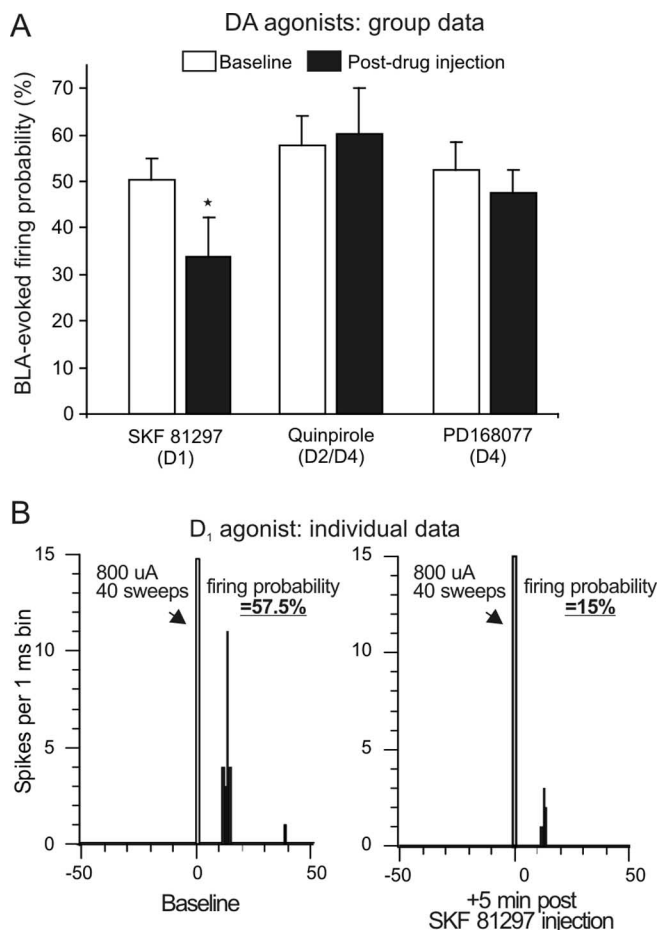 A
DA agonists: group data
Baseline
Post-drug injection
BLA-evoked firing probability (%)
70
60
50
40
30
20
10
0
*
SKF 81297
(D1)
Quinpirole
(D2/D4)
PD168077
(D4)
B
D₁ agonist: individual data
Spikes per 1 ms bin
15
10
5
0
800 uA
40 sweeps
firing probability
=57.5%
-50
0
50
Baseline
15
10
5
0
800 uA
40 sweeps
firing probability
=15%
-50
0
50
+5 min post
SKF 81297 injection